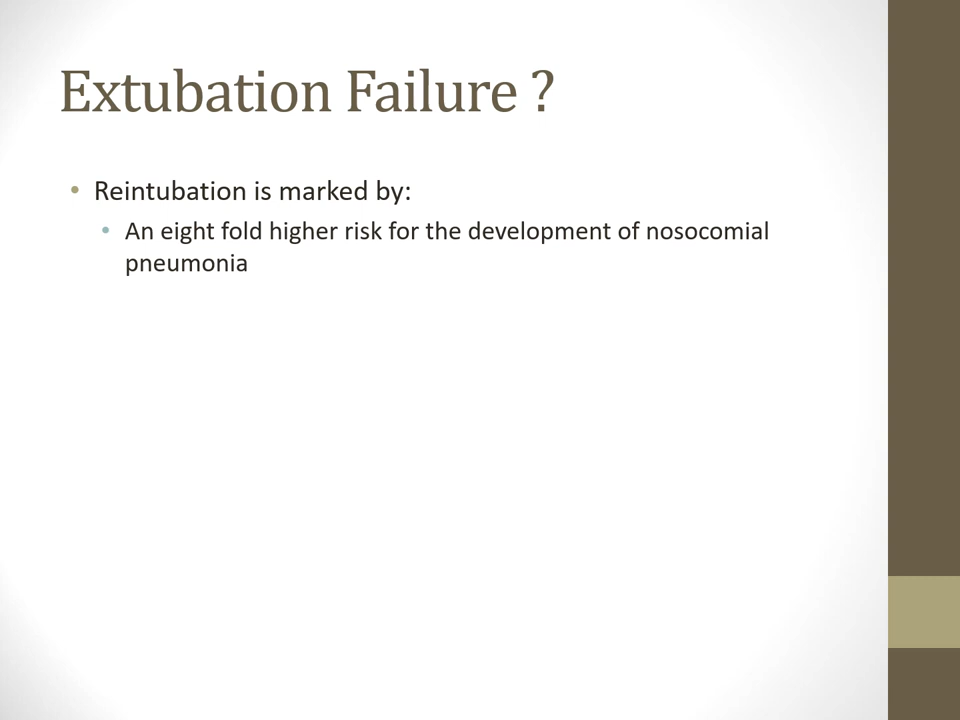 Extubation Failure ?
• Reintubation is marked by:
• An eight fold higher risk for the development of nosocomial
pneumonia